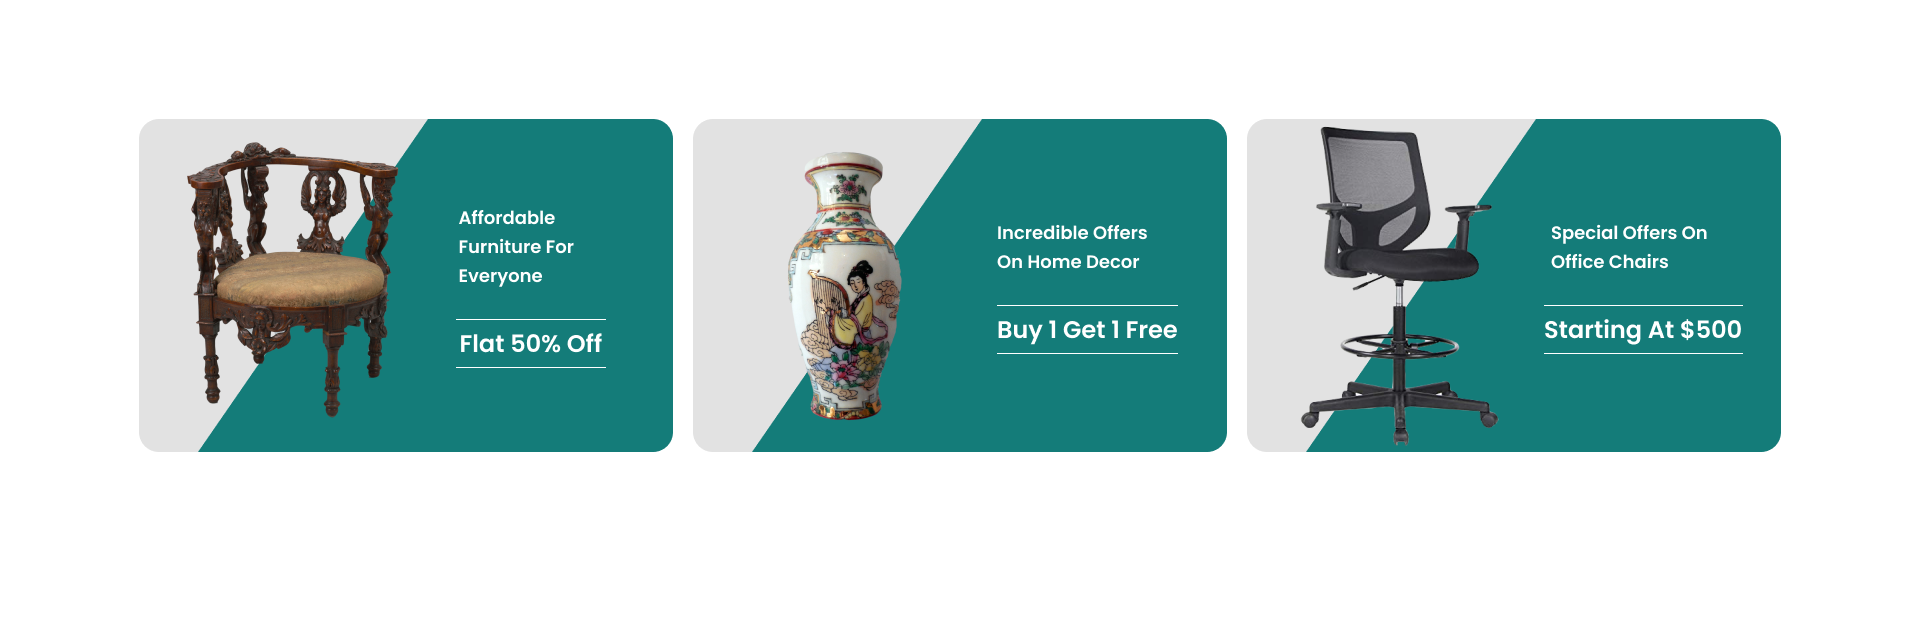 Affordable
Furniture For
Everyone
Flat 50% Off
Incredible Offers
On Home Decor
Buy 1 Get 1 Free
Special Offers On
Office Chairs
Starting At $500